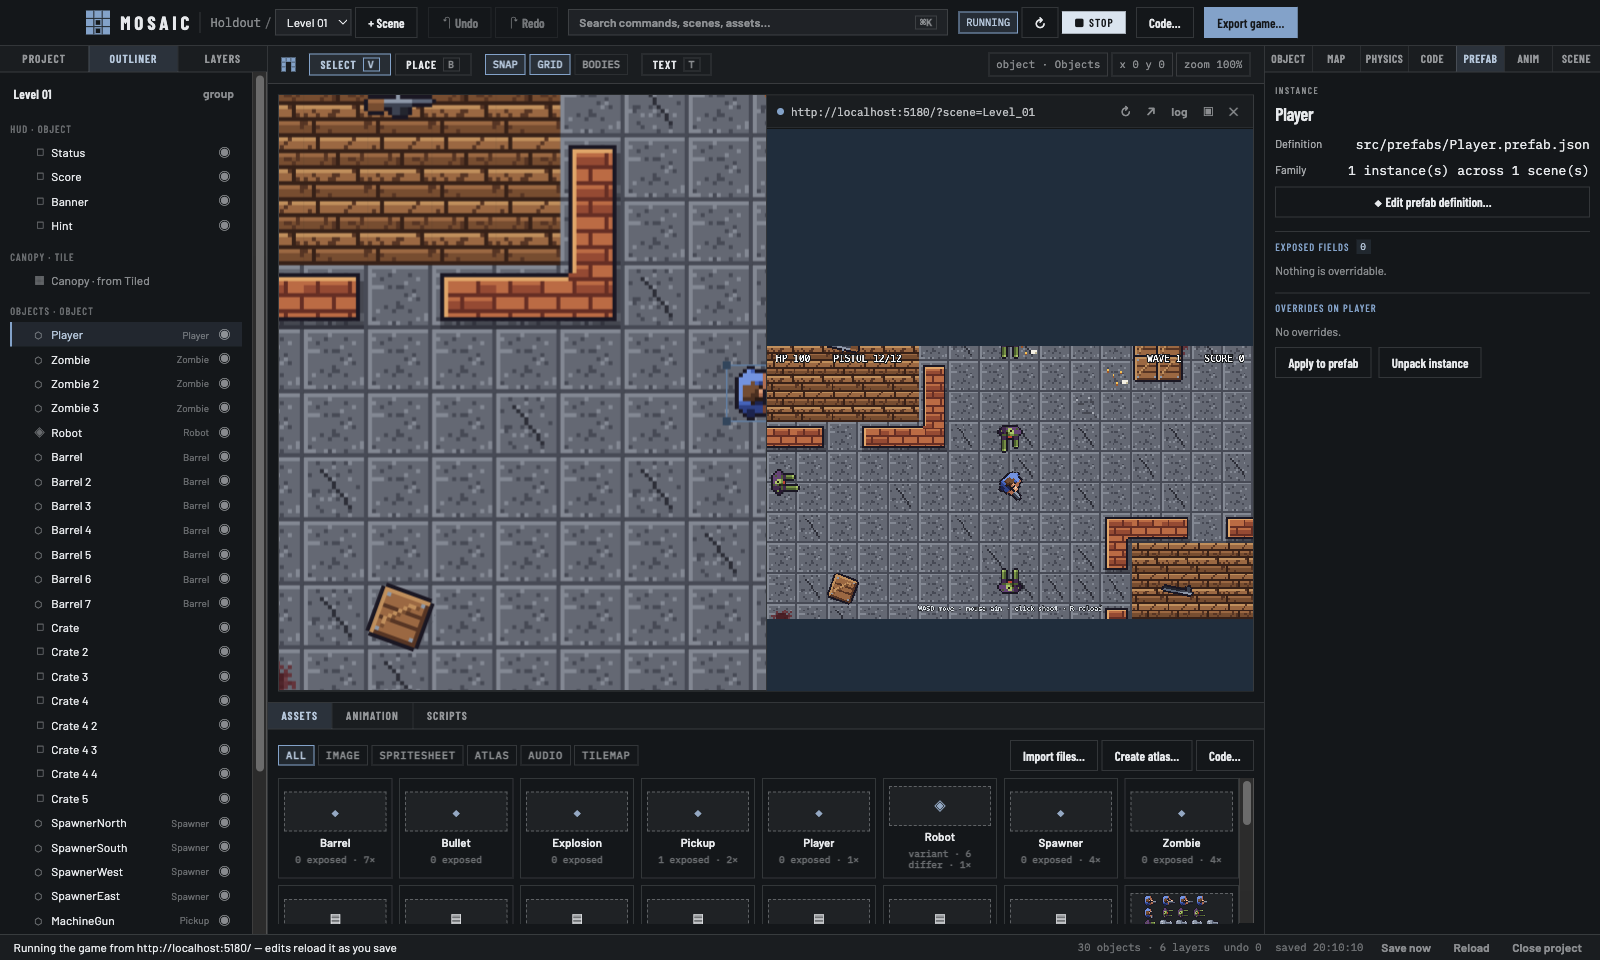 MOSAIC Holdout / Level 01 + Scene Undo Redo Search commands, scenes, assets... ⌘K RUNNING STOP Code... Export game...
PROJECT OUTLINER LAYERS
SELECT V PLACE B SNAP GRID BODIES TEXT T object · Objects x 0 y 0 zoom 100%
OBJECT MAP PHYSICS CODE PREFAB ANIM SCENE
Level 01 group
HUD · OBJECT
Status
Score
Banner
Hint
CANOPY · TILE
Canopy · from Tiled
OBJECTS · OBJECT
Player Player
Zombie Zombie
Zombie 2 Zombie
Zombie 3 Zombie
Robot Robot
Barrel Barrel
Barrel 2 Barrel
Barrel 3 Barrel
Barrel 4 Barrel
Barrel 5 Barrel
Barrel 6 Barrel
Barrel 7 Barrel
Crate
Crate 2
Crate 3
Crate 4
Crate 4 2
Crate 4 3
Crate 4 4
Crate 5
SpawnerNorth Spawner
SpawnerSouth Spawner
SpawnerWest Spawner
SpawnerEast Spawner
MachineGun Pickup
http://localhost:5180/?scene=Level_01 log
HP 100 PISTOL 12/12 WAVE 1 SCORE 0
WASD move · mouse aim · click shoot · R reload
INSTANCE
Player
Definition src/prefabs/Player.prefab.json
Family 1 instance(s) across 1 scene(s)
Edit prefab definition...
EXPOSED FIELDS 0
Nothing is overridable.
OVERRIDES ON PLAYER
No overrides.
Apply to prefab Unpack instance
ASSETS ANIMATION SCRIPTS
ALL IMAGE SPRITESHEET ATLAS AUDIO TILEMAP Import files... Create atlas... Code...
Barrel
0 exposed · 7×
Bullet
0 exposed
Explosion
0 exposed
Pickup
1 exposed · 2×
Player
0 exposed · 1×
Robot
variant · 6
differ · 1×
Spawner
0 exposed · 4×
Zombie
0 exposed · 4×
Running the game from http://localhost:5180/ — edits reload it as you save 30 objects · 6 layers undo 0 saved 20:10:10 Save now Reload Close project